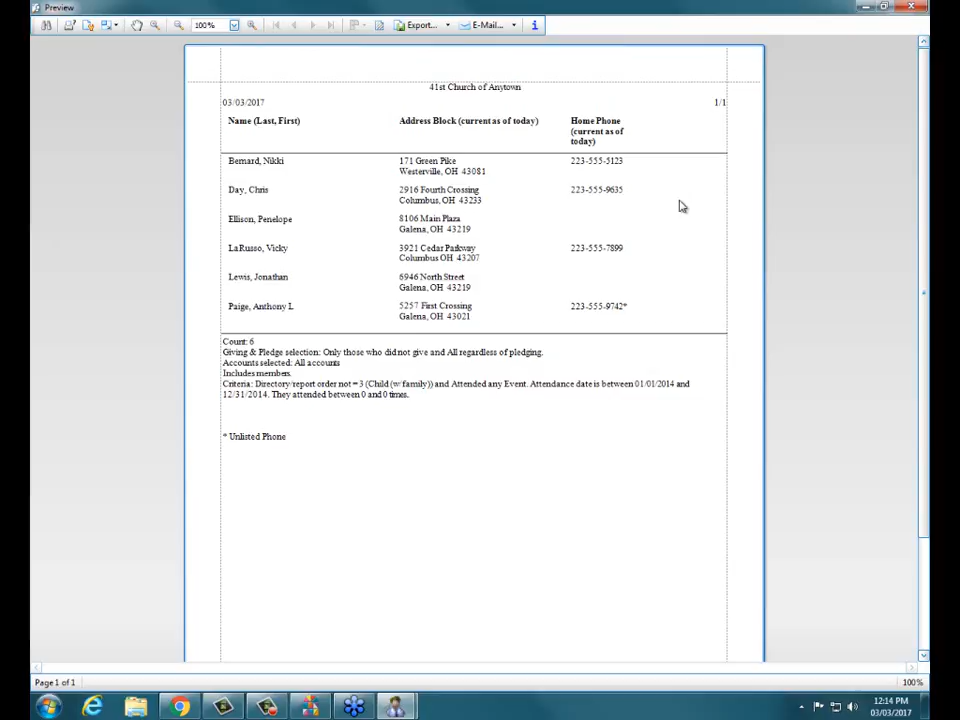 Preview
100%
Export...
E-Mail...
41st Church of Anytown
03/03/2017
1/1
Name (Last, First)
Address Block (current as of today)
Home Phone
(current as of
today)
Bernard, Nikki
171 Green Pike
Westerville, OH 43081
223-555-5123
Day, Chris
2916 Fourth Crossing
Columbus, OH 43233
223-555-9635
Ellison, Penelope
8106 Main Plaza
Galena, OH 43219
LaRusso, Vicky
3921 Cedar Parkway
Columbus OH 43207
223-555-7899
Lewis, Jonathan
6946 North Street
Galena, OH 43219
Paige, Anthony L
5257 First Crossing
Galena, OH 43021
223-555-9742*
Count: 6
Giving & Pledge selection: Only those who did not give and All regardless of pledging.
Accounts selected: All accounts
Includes members.
Criteria: Directory/report order not = 3 (Child (w/family)) and Attended any Event. Attendance date is between 01/01/2014 and
12/31/2014. They attended between 0 and 0 times.
* Unlisted Phone
Page 1 of 1
100%
12:14 PM
03/03/2017